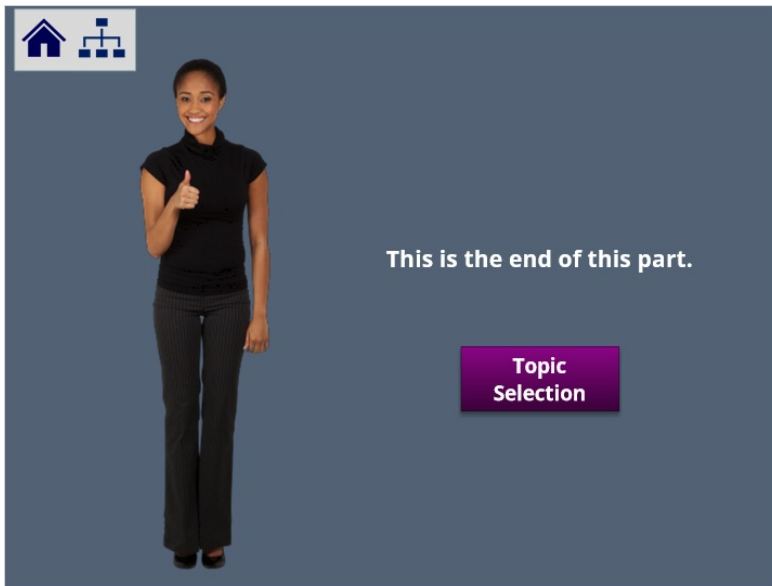 This is the end of this part.
Topic
Selection